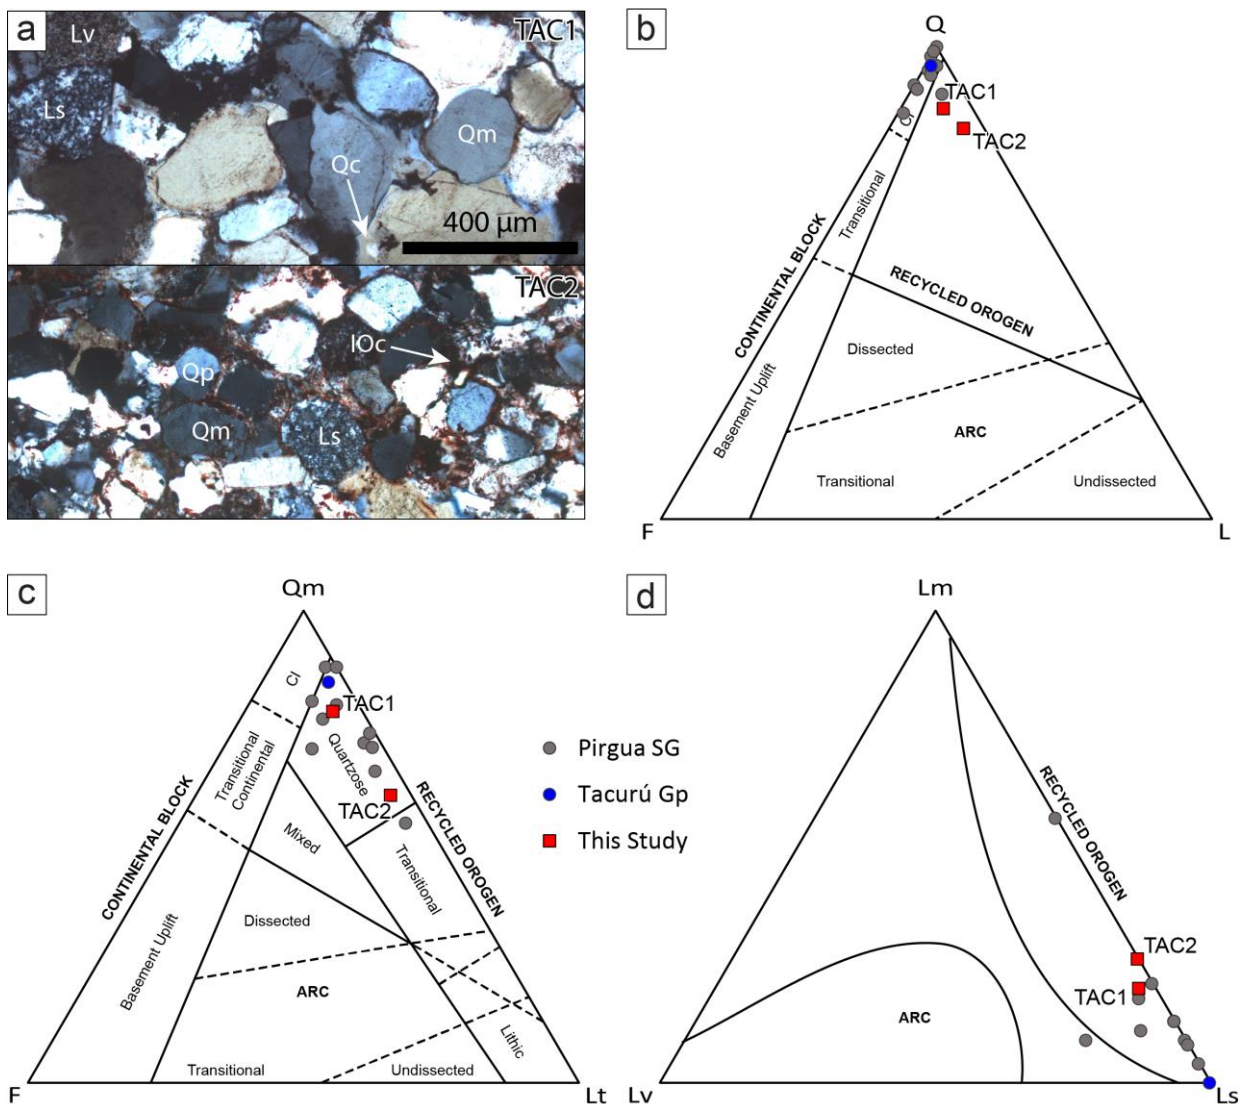 a
TAC1
Lv
Ls
Qm
Qc
400 µm
TAC2
IOc
Qp
Qm
Ls
b
Q
TAC1
TAC2
CI
Transitional
CONTINENTAL BLOCK
RECYCLED OROGEN
Dissected
Basement Uplift
ARC
Transitional
Undissected
F
L
c
Qm
CI
TAC1
Transitional
Continental
Quartzose
TAC2
CONTINENTAL BLOCK
RECYCLED OROGEN
Mixed
Transitional
Dissected
Basement Uplift
ARC
Lithic
Transitional
Undissected
F
Lt
Pirgua SG
Tacurú Gp
This Study
d
Lm
RECYCLED OROGEN
TAC2
TAC1
ARC
Lv
Ls